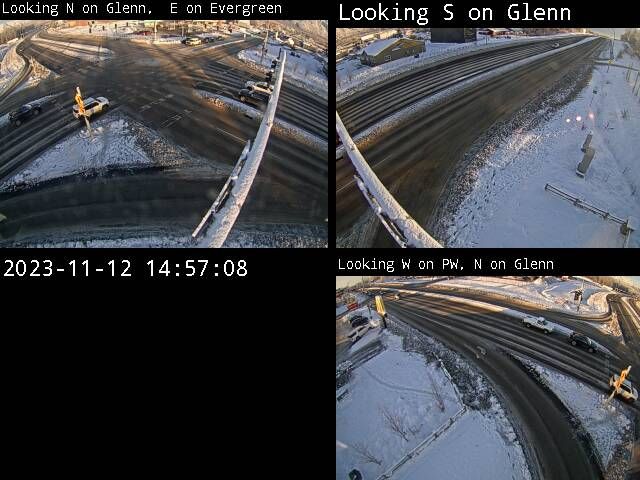 Looking N on Glenn, E on Evergreen
Looking S on Glenn
2023-11-12 14:57:08
Looking W on PW, N on Glenn